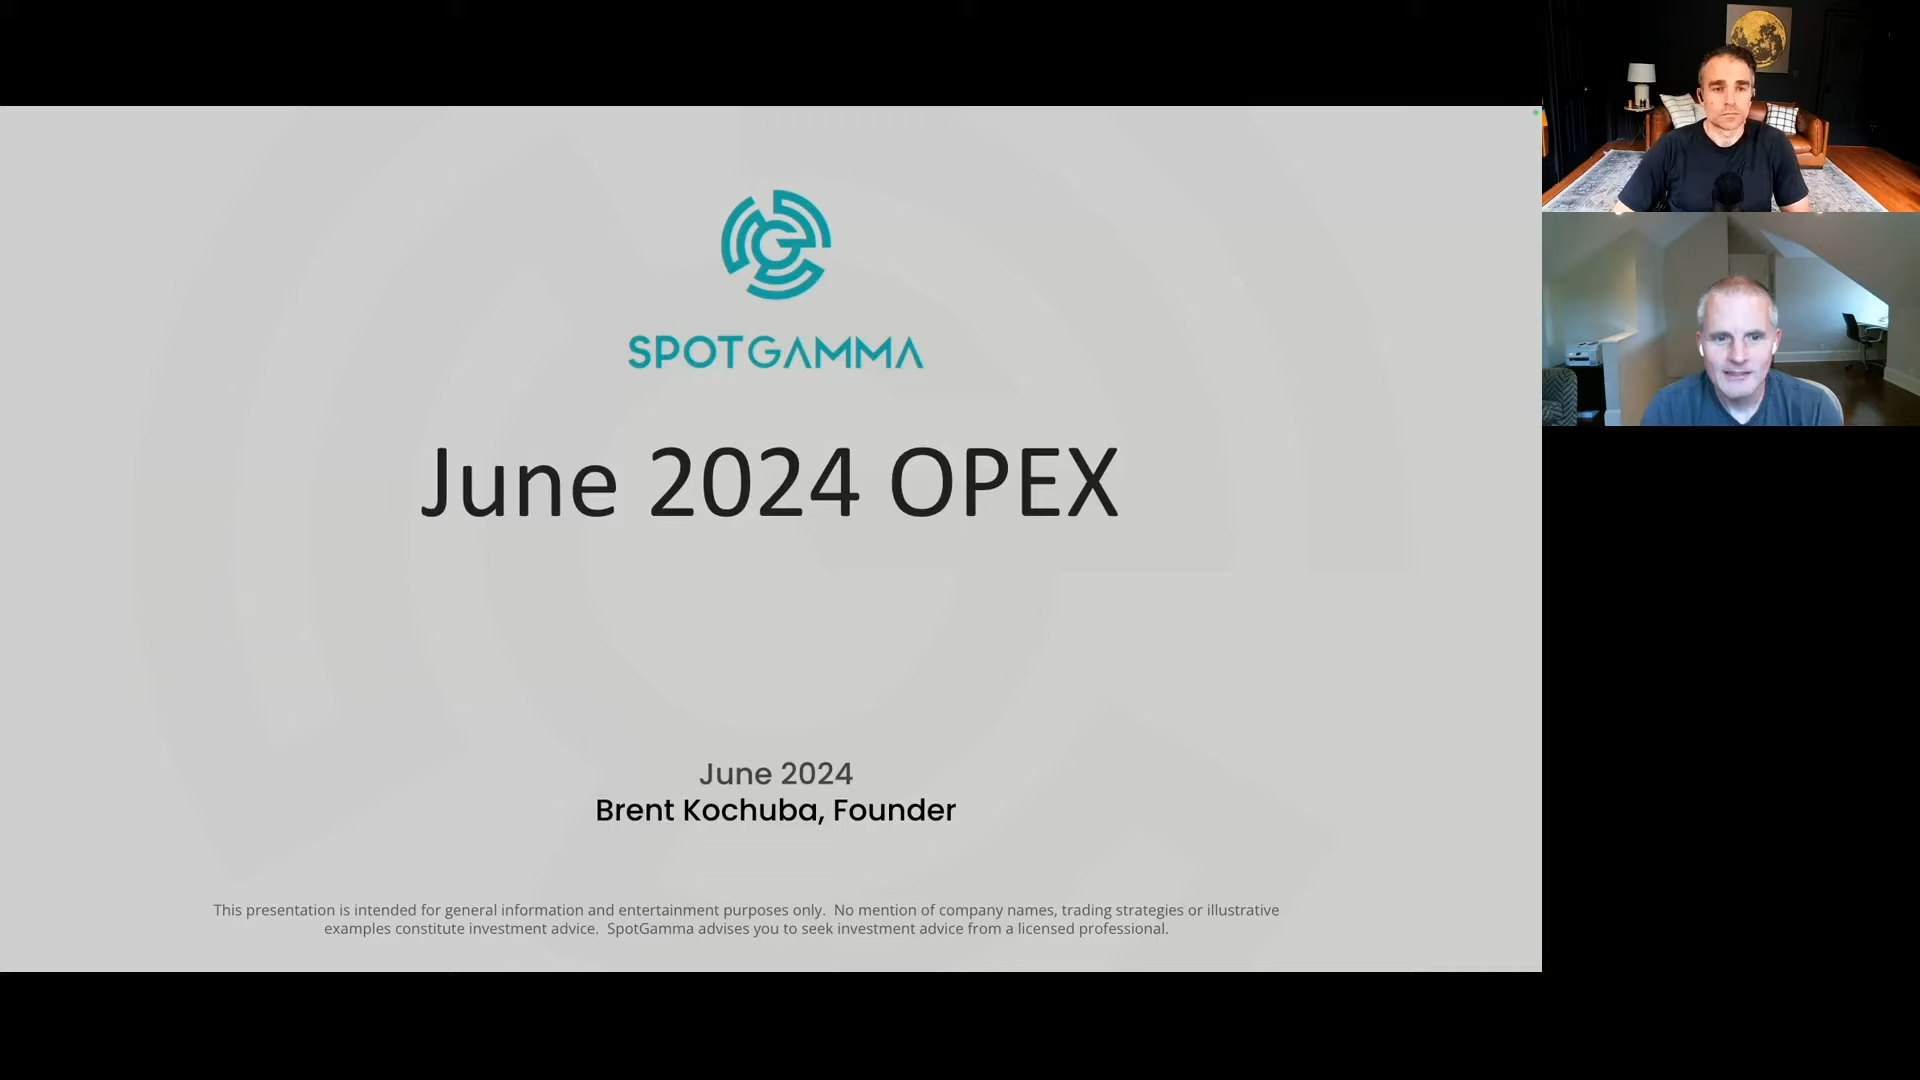 SPOTGAMMA
June 2024 OPEX
June 2024
Brent Kochuba, Founder
This presentation is intended for general information and entertainment purposes only. No mention of company names, trading strategies or illustrative
examples constitute investment advice. SpotGamma advises you to seek investment advice from a licensed professional.